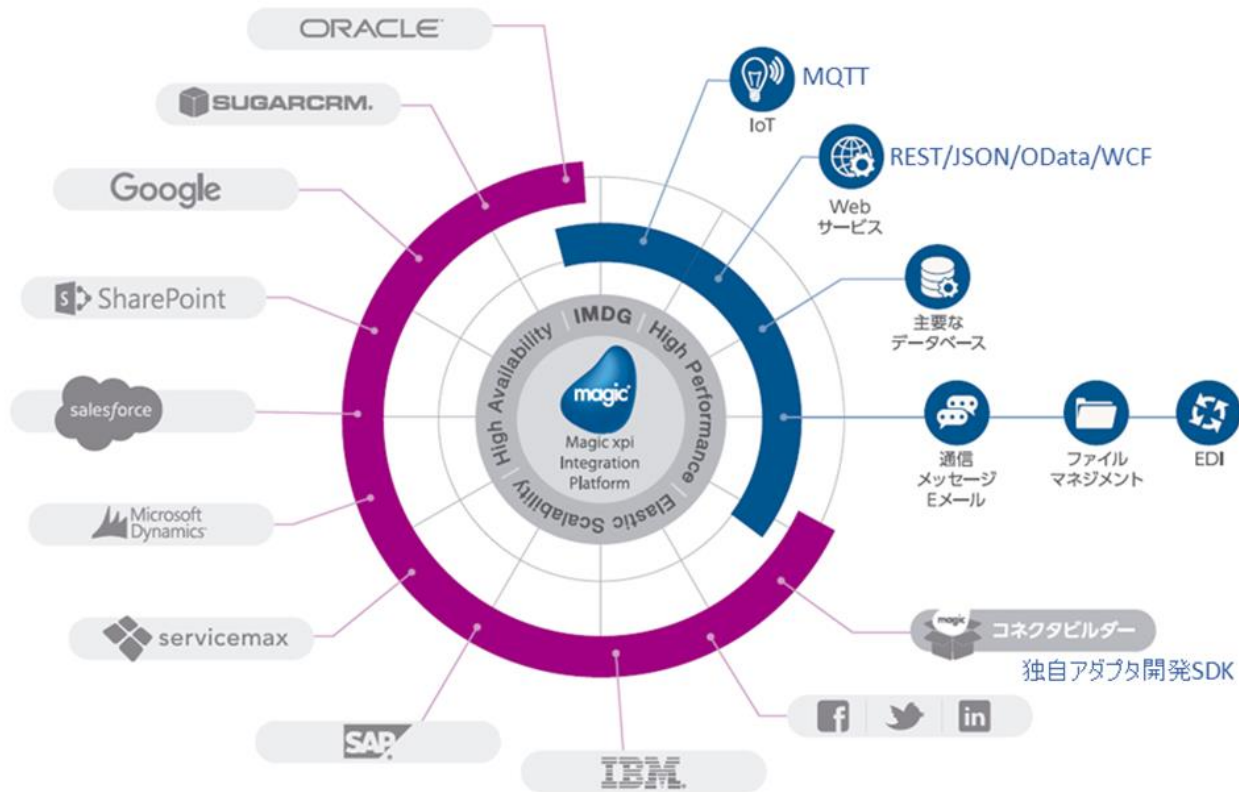 ORACLE
SUGARCRM.
Google
S
SharePoint
salesforce
Microsoft
Dynamics
servicemax
SAP
IBM
MQTT
IoT
REST/JSON/OData/WCF
Web
サービス
主要な
データベース
通信
メッセージ
Eメール
ファイル
マネジメント
EDI
High Availability
IMDG
High Performance
Elastic Scalability
magic
Magic xpi
Integration
Platform
magic
コネクタビルダー
独自アダプタ開発SDK
f
in